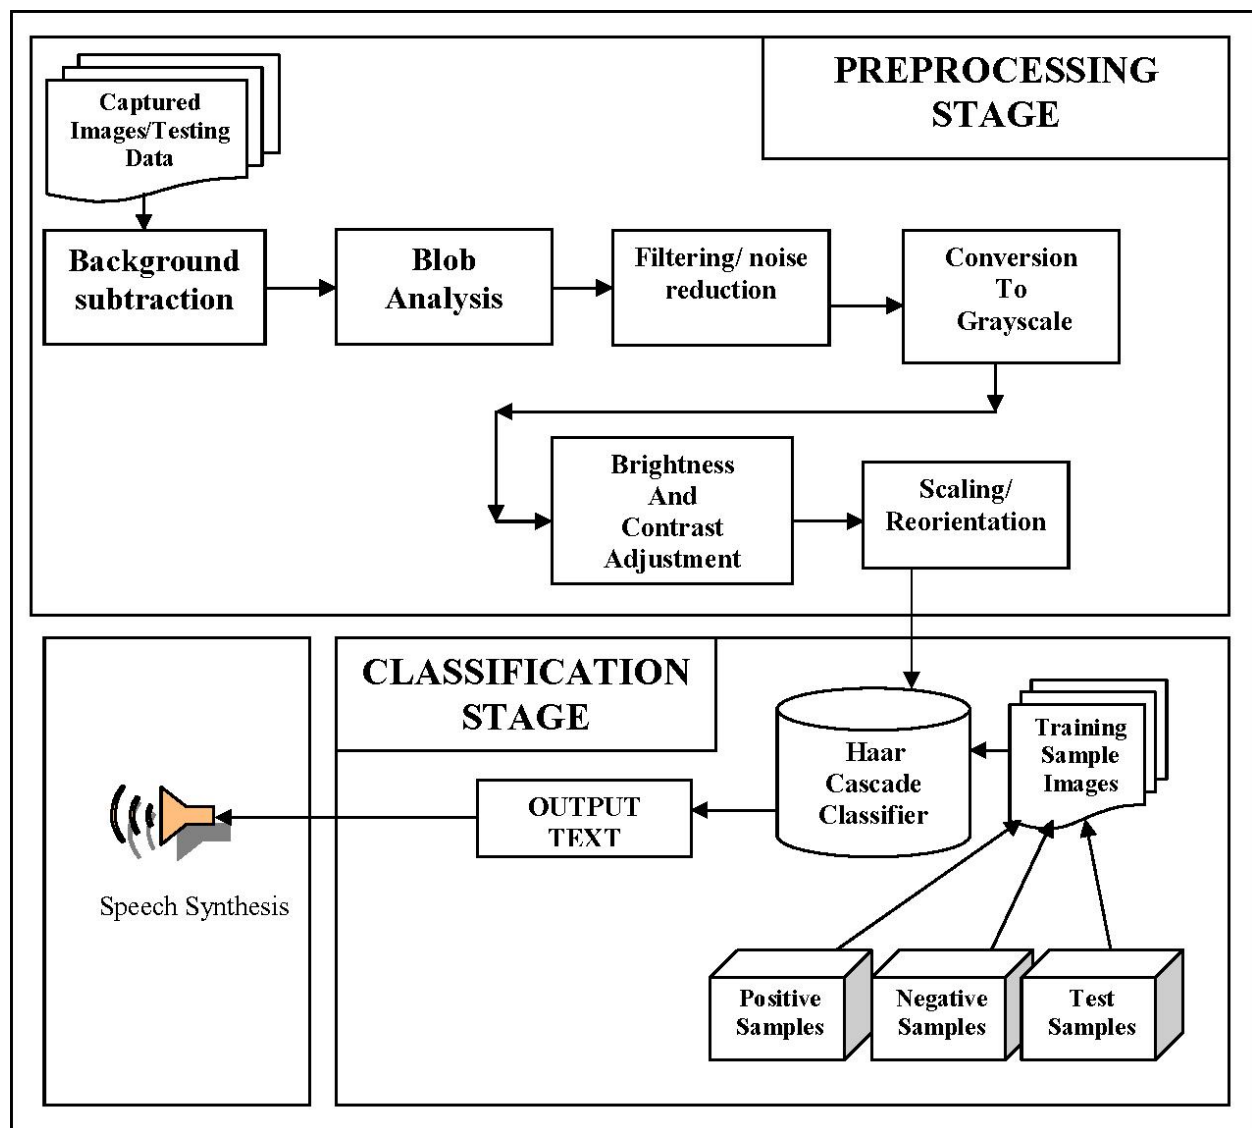 PREPROCESSING
STAGE
Captured
Images/Testing
Data
Background
subtraction
Blob
Analysis
Filtering/ noise
reduction
Conversion
To
Grayscale
Brightness
And
Contrast
Adjustment
Scaling/
Reorientation
CLASSIFICATION
STAGE
Haar
Cascade
Classifier
Training
Sample
Images
OUTPUT
TEXT
Speech Synthesis
Positive
Samples
Negative
Samples
Test
Samples